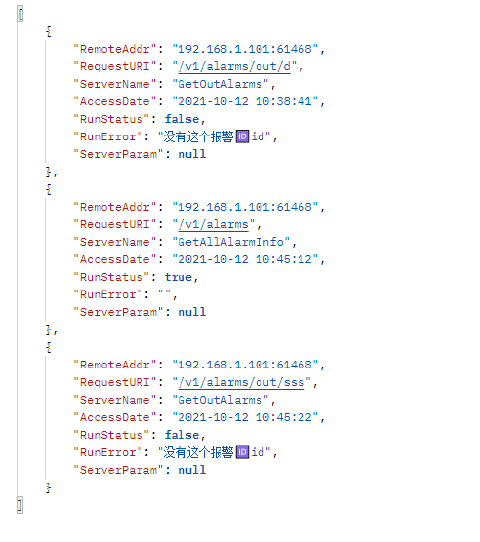 [
{
"RemoteAddr": "192.168.1.101:61468",
"RequestURI": "/v1/alarms/out/d",
"ServerName": "GetOutAlarms",
"AccessDate": "2021-10-12 10:38:41",
"RunStatus": false,
"RunError": "没有这个报警🆔id",
"ServerParam": null
},
{
"RemoteAddr": "192.168.1.101:61468",
"RequestURI": "/v1/alarms",
"ServerName": "GetAllAlarmInfo",
"AccessDate": "2021-10-12 10:45:12",
"RunStatus": true,
"RunError": "",
"ServerParam": null
},
{
"RemoteAddr": "192.168.1.101:61468",
"RequestURI": "/v1/alarms/out/sss",
"ServerName": "GetOutAlarms",
"AccessDate": "2021-10-12 10:45:22",
"RunStatus": false,
"RunError": "没有这个报警🆔id",
"ServerParam": null
}
]